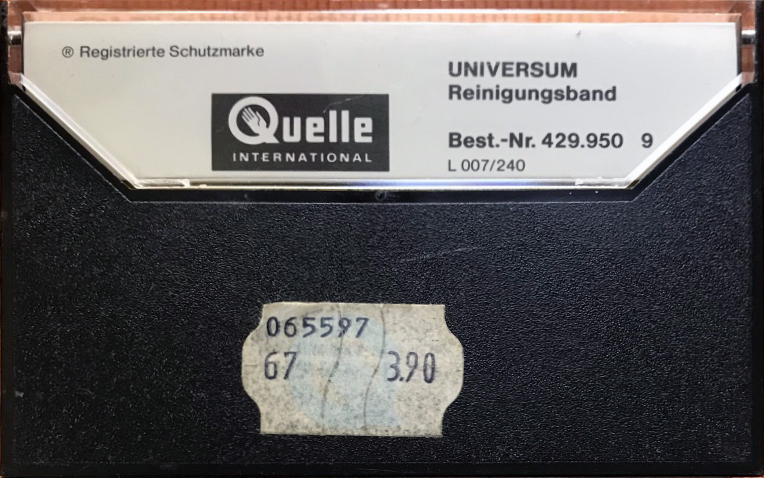 ® Registrierte Schutzmarke
UNIVERSUM
Reinigungsband
Quelle
INTERNATIONAL
Best.-Nr. 429.950 9
L 007/240
065597
67 3.90